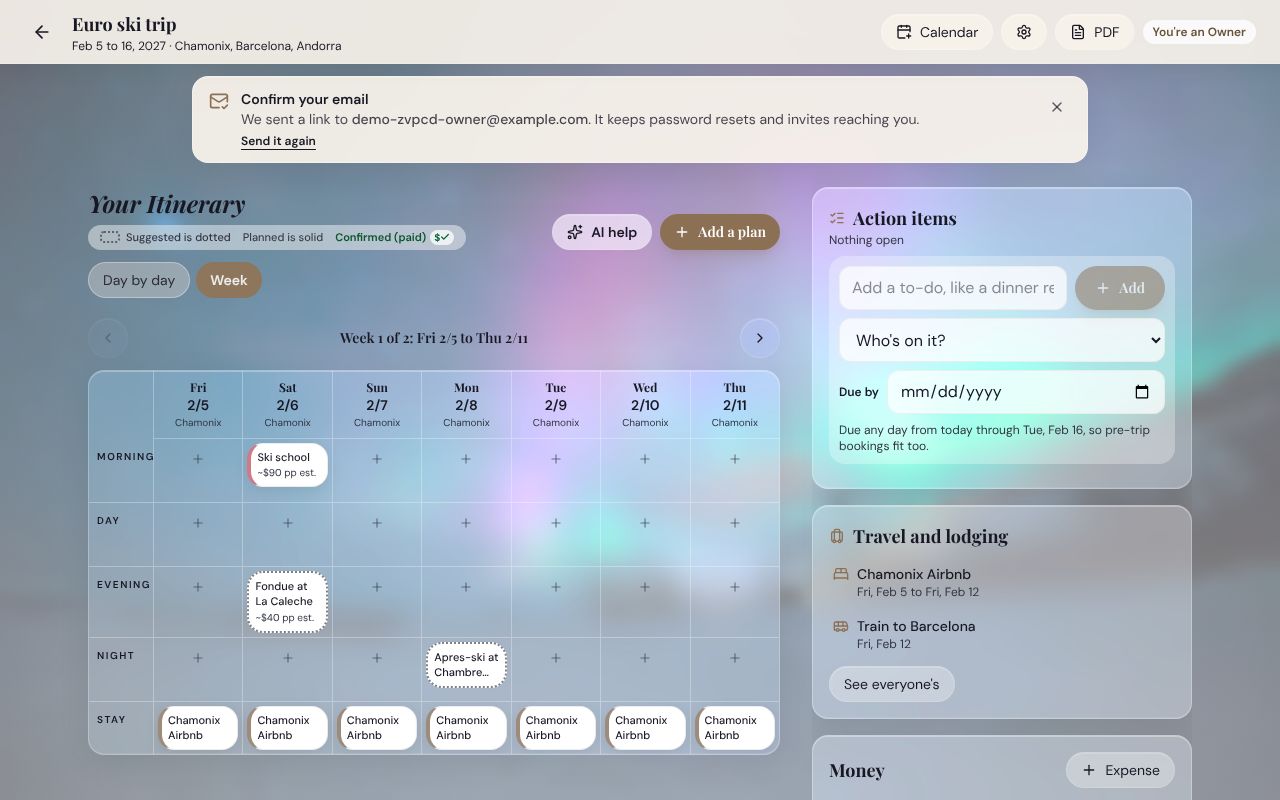 Euro ski trip
Feb 5 to 16, 2027 · Chamonix, Barcelona, Andorra
Calendar
PDF
You're an Owner
Confirm your email
We sent a link to demo-zvpcd-owner@example.com. It keeps password resets and invites reaching you.
Send it again
Your Itinerary
Suggested is dotted Planned is solid Confirmed (paid) $✓
AI help
+ Add a plan
Day by day
Week
Week 1 of 2: Fri 2/5 to Thu 2/11
Fri Sat Sun Mon Tue Wed Thu
2/5 2/6 2/7 2/8 2/9 2/10 2/11
Chamonix Chamonix Chamonix Chamonix Chamonix Chamonix Chamonix
MORNING
+ Ski school + + + + +
~$90 pp est.
DAY
+ + + + + + +
EVENING
+ Fondue at + + + + +
La Caleche
~$40 pp est.
NIGHT
+ + + Apres-ski at + + +
Chambre...
STAY
Chamonix Chamonix Chamonix Chamonix Chamonix Chamonix Chamonix
Airbnb Airbnb Airbnb Airbnb Airbnb Airbnb Airbnb
Action items
Nothing open
Add a to-do, like a dinner re
+ Add
Who's on it?
Due by mm/dd/yyyy
Due any day from today through Tue, Feb 16, so pre-trip
bookings fit too.
Travel and lodging
Chamonix Airbnb
Fri, Feb 5 to Fri, Feb 12
Train to Barcelona
Fri, Feb 12
See everyone's
Money
+ Expense